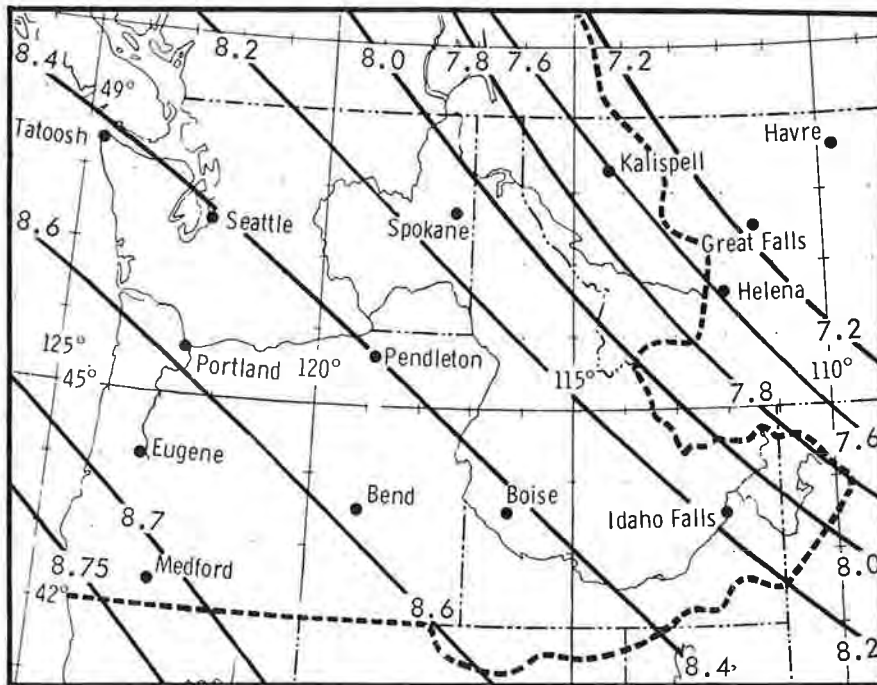 8.4 8.2 8.0 7.8 7.6 7.2
49°
Tatoosh
Havre
Kalispell
8.6
Seattle
Spokane
Great Falls
Helena
7.2
125°
Portland
120°
Pendleton
115°
110°
45°
7.8
7.6
Eugene
Bend
Boise
Idaho Falls
8.7
8.0
8.75
Medford
42°
8.6
8.2
8.4